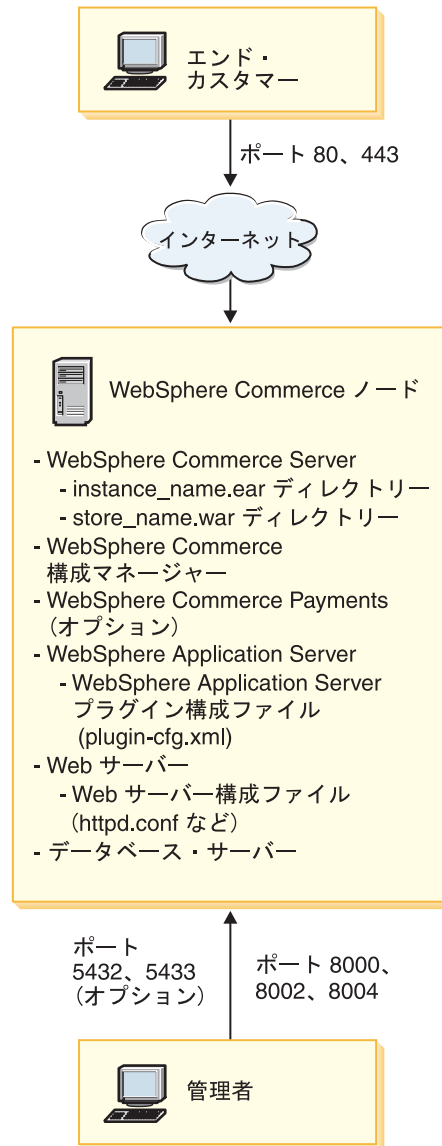 エンド・
カスタマー
ポート 80、443
インターネット
WebSphere Commerce ノード
- WebSphere Commerce Server
- instance_name.ear ディレクトリー
- store_name.war ディレクトリー
- WebSphere Commerce
構成マネージャー
- WebSphere Commerce Payments
(オプション)
- WebSphere Application Server
- WebSphere Application Server
プラグイン構成ファイル
(plugin-cfg.xml)
- Web サーバー
- Web サーバー構成ファイル
(httpd.conf など)
- データベース・サーバー
ポート
5432、5433
(オプション)
ポート 8000、
8002、8004
管理者